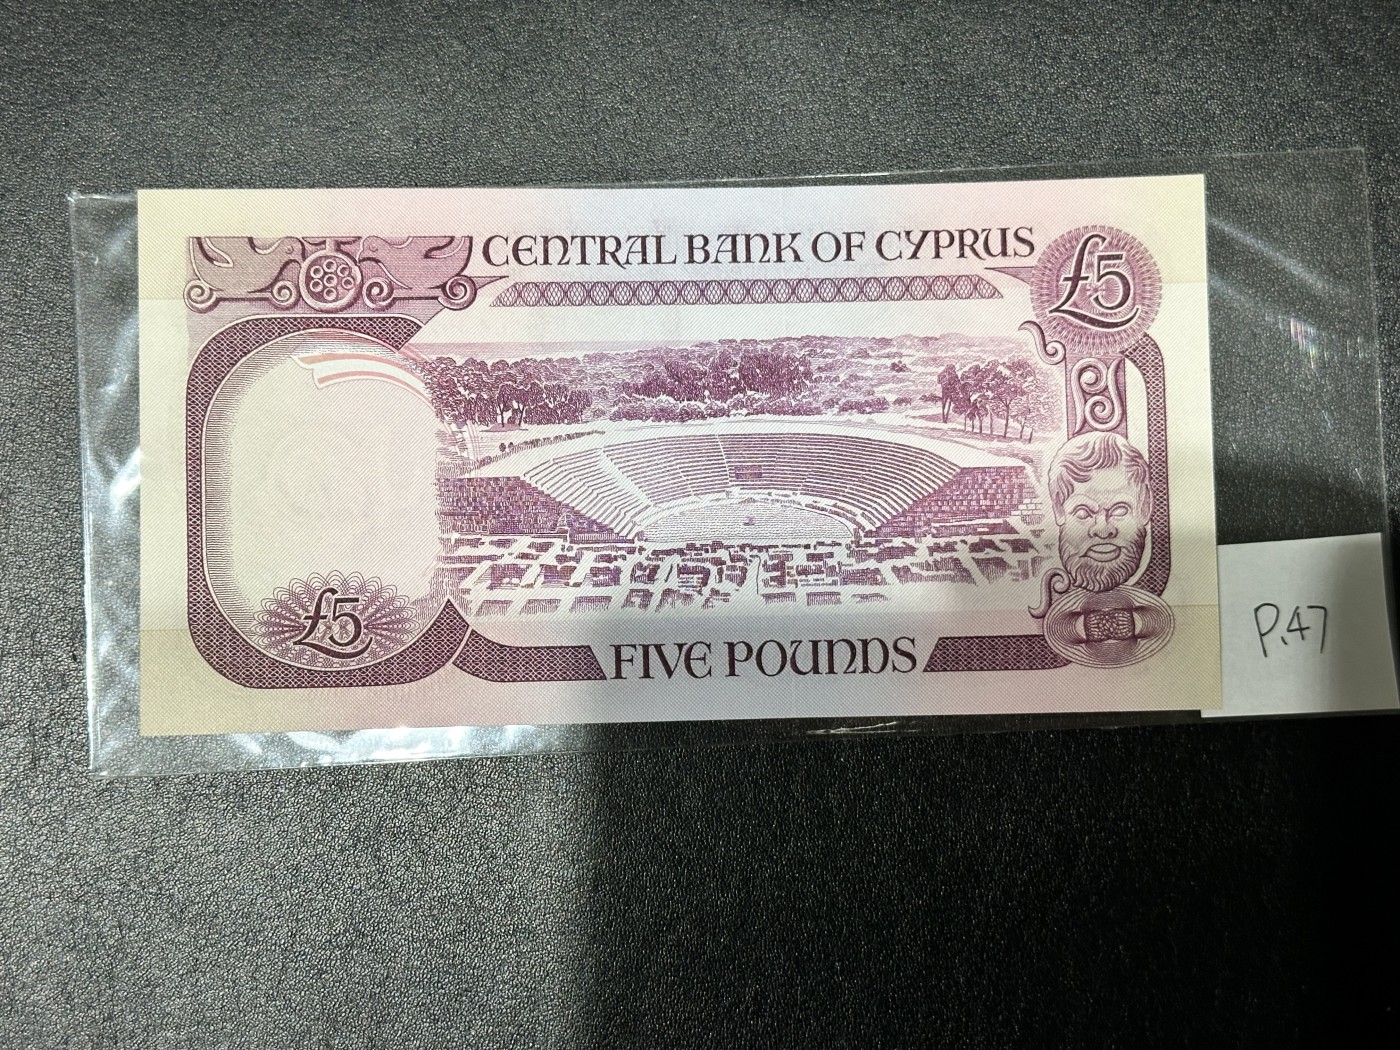 CENTRAL BANK OF CYPRUS
£5
£5
FIVE POUNDS
P.47